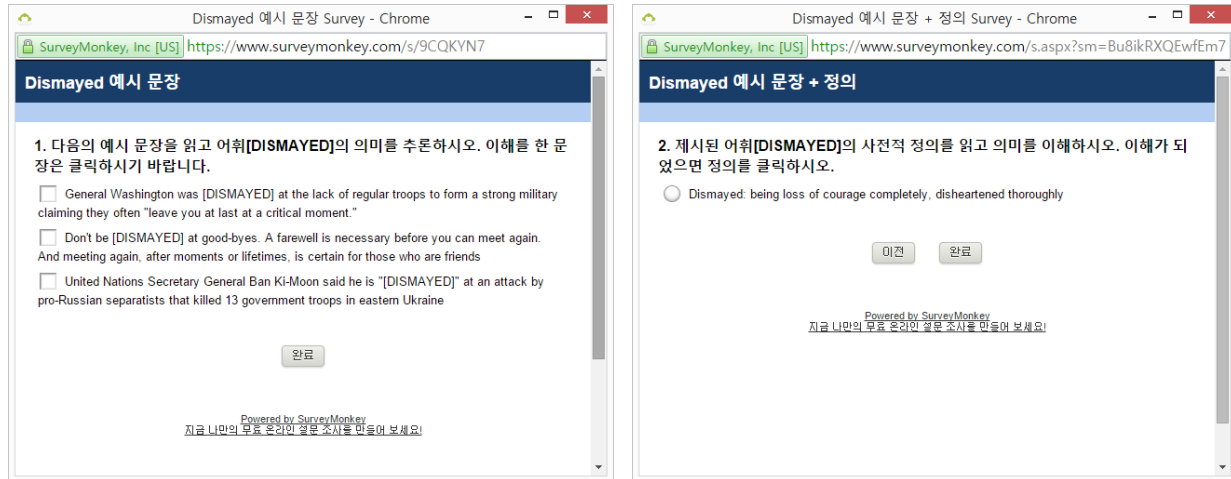 Dismayed 예시 문장 Survey - Chrome
SurveyMonkey, Inc [US] https://www.surveymonkey.com/s/9CQKYN7
Dismayed 예시 문장
1. 다음의 예시 문장을 읽고 어휘[DISMAYED]의 의미를 추론하시오. 이해를 한 문
장은 클릭하시기 바랍니다.
General Washington was [DISMAYED] at the lack of regular troops to form a strong military
claiming they often "leave you at last at a critical moment."
Don't be [DISMAYED] at good-byes. A farewell is necessary before you can meet again.
And meeting again, after moments or lifetimes, is certain for those who are friends
United Nations Secretary General Ban Ki-Moon said he is "[DISMAYED]" at an attack by
pro-Russian separatists that killed 13 government troops in eastern Ukraine
완료
Powered by SurveyMonkey
지금 나만의 무료 온라인 설문 조사를 만들어 보세요!
Dismayed 예시 문장 + 정의 Survey - Chrome
SurveyMonkey, Inc [US] https://www.surveymonkey.com/s.aspx?sm=Bu8ikRXQEwfEm7
Dismayed 예시 문장 + 정의
2. 제시된 어휘[DISMAYED]의 사전적 정의를 읽고 의미를 이해하시오. 이해가 되
었으면 정의를 클릭하시오.
Dismayed: being loss of courage completely, disheartened thoroughly
이전 완료
Powered by SurveyMonkey
지금 나만의 무료 온라인 설문 조사를 만들어 보세요!